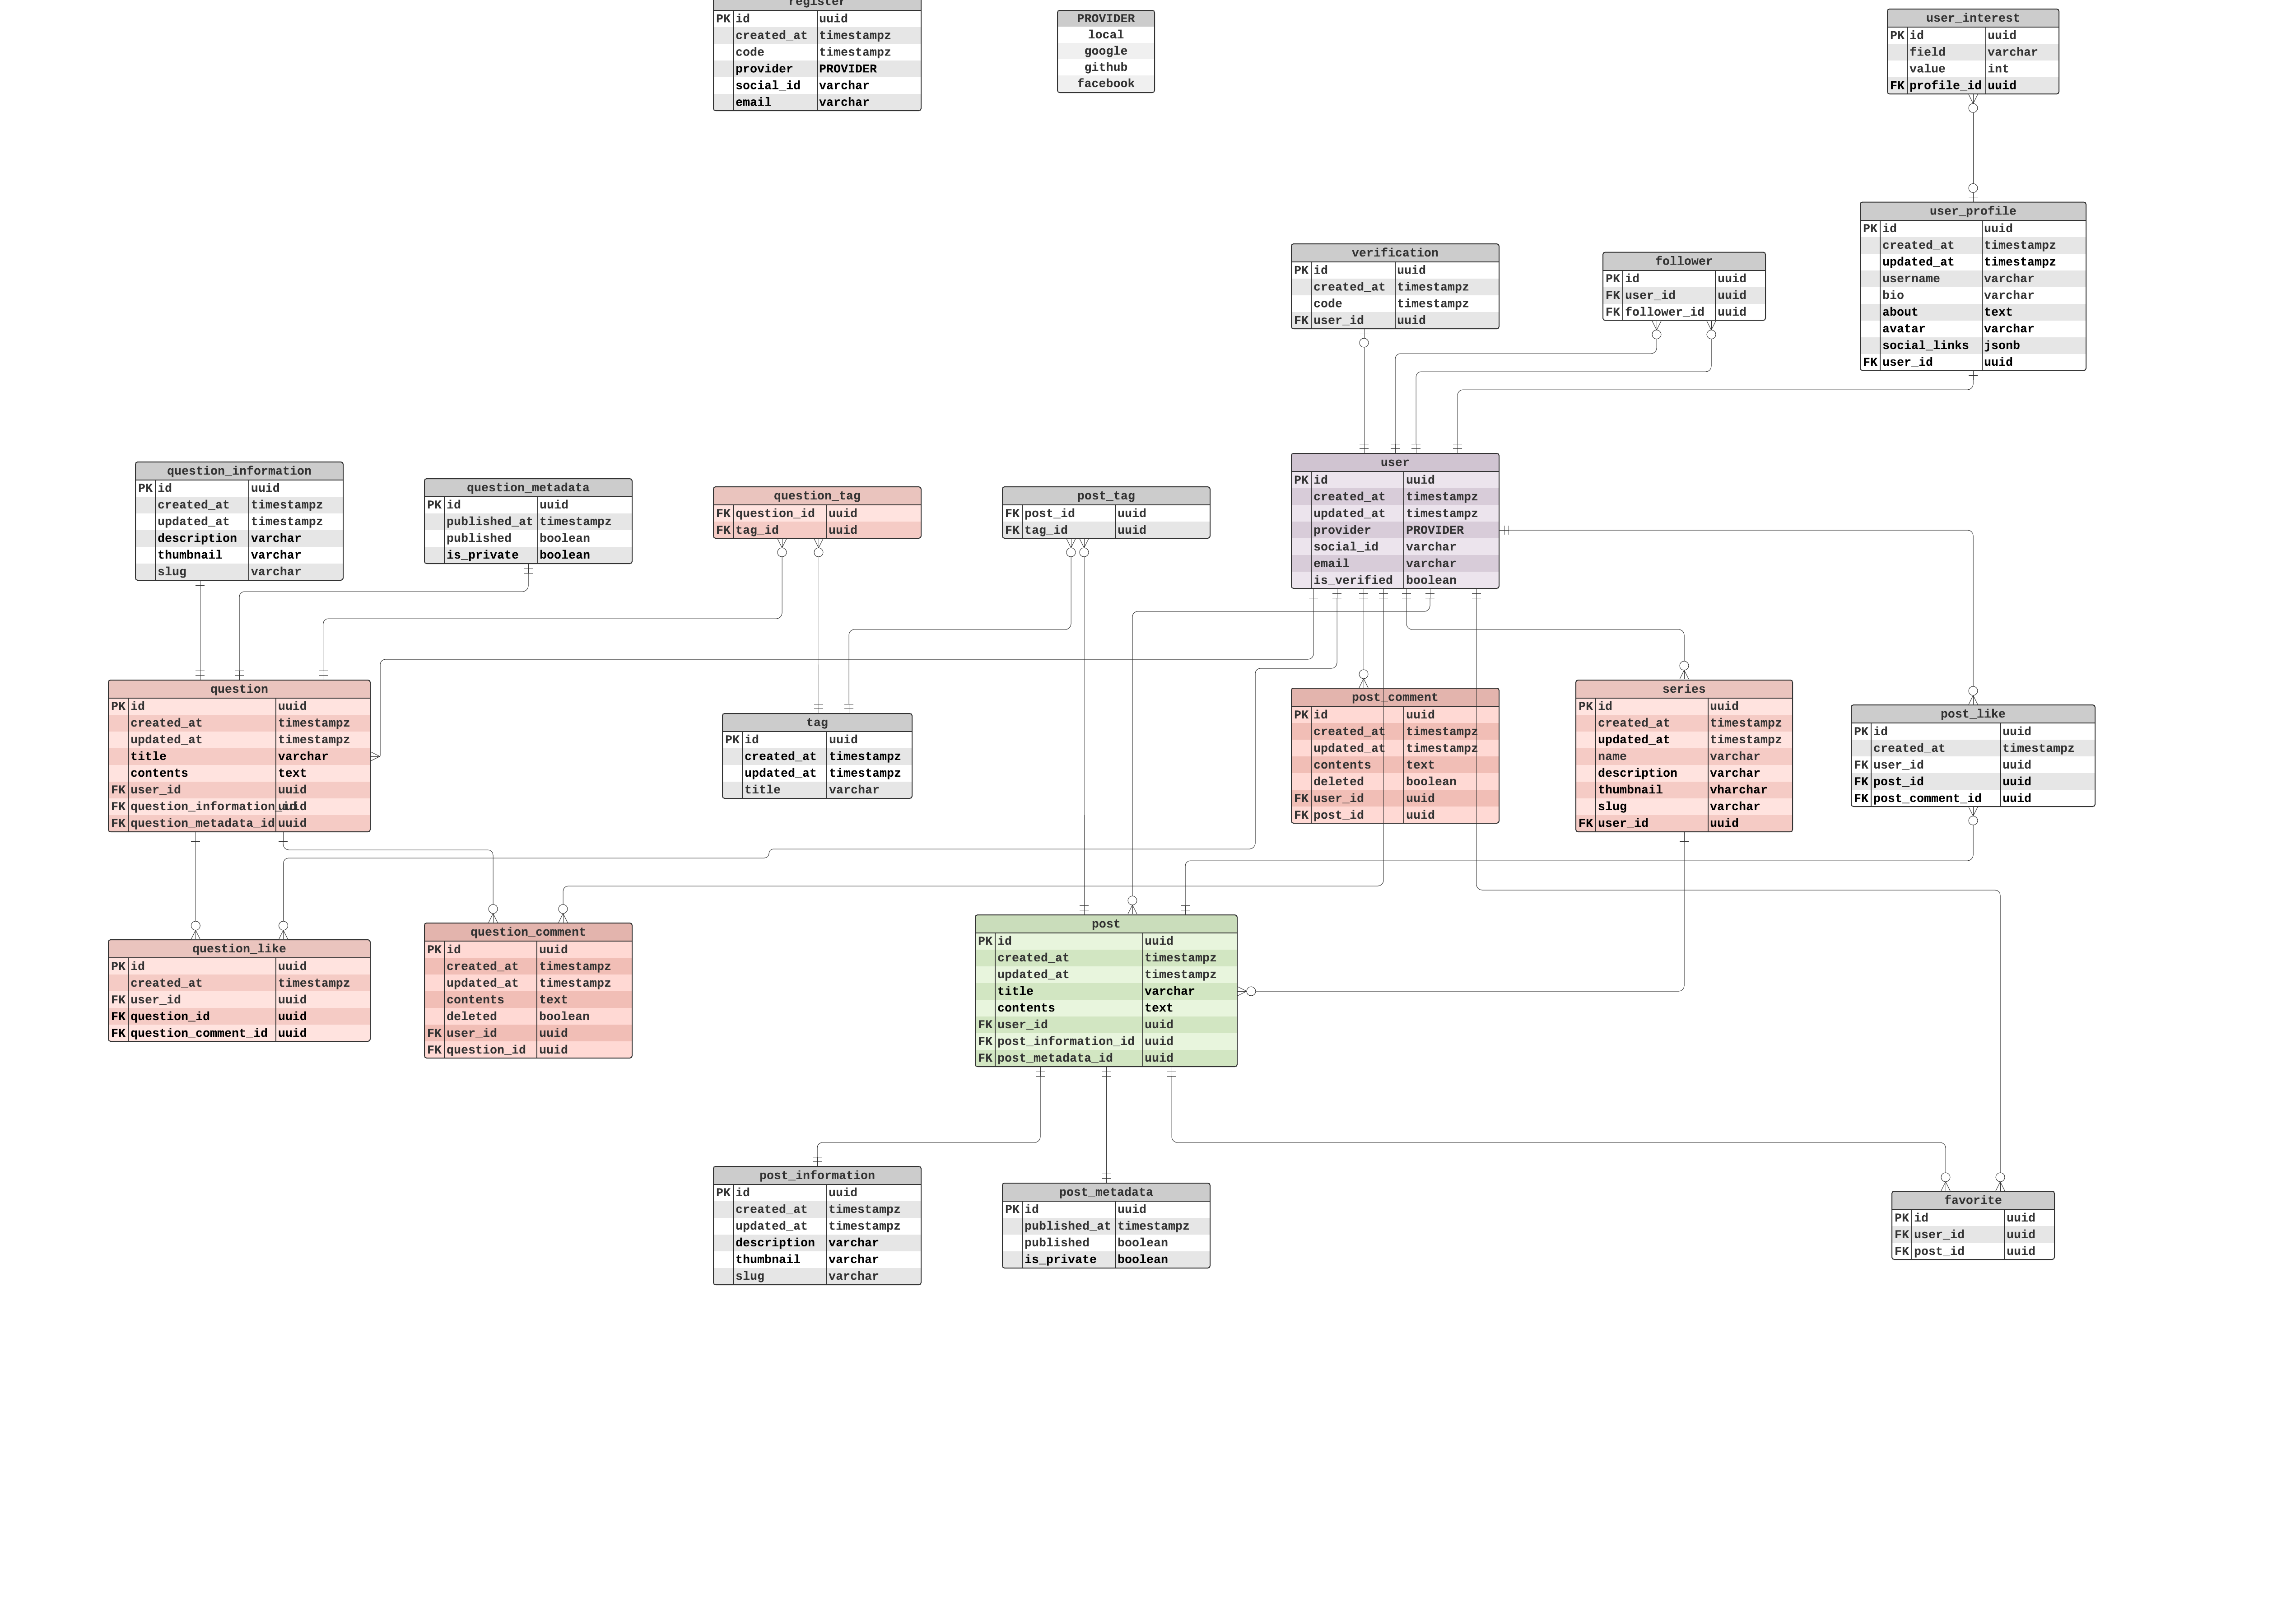 register
PK id uuid
created_at timestampz
code timestampz
provider PROVIDER
social_id varchar
email varchar
PROVIDER
local
google
github
facebook
user_interest
PK id uuid
field varchar
value int
FK profile_id uuid
user_profile
PK id uuid
created_at timestampz
updated_at timestampz
username varchar
bio varchar
about text
avatar varchar
social_links jsonb
FK user_id uuid
verification
PK id uuid
created_at timestampz
code timestampz
FK user_id uuid
follower
PK id uuid
FK user_id uuid
FK follower_id uuid
user
PK id uuid
created_at timestampz
updated_at timestampz
provider PROVIDER
social_id varchar
email varchar
is_verified boolean
question_information
PK id uuid
created_at timestampz
updated_at timestampz
description varchar
thumbnail varchar
slug varchar
question_metadata
PK id uuid
published_at timestampz
published boolean
is_private boolean
question_tag
FK question_id uuid
FK tag_id uuid
post_tag
FK post_id uuid
FK tag_id uuid
question
PK id uuid
created_at timestampz
updated_at timestampz
title varchar
contents text
FK user_id uuid
FK question_information_id uuid
FK question_metadata_id uuid
tag
PK id uuid
created_at timestampz
updated_at timestampz
title varchar
post_comment
PK id uuid
created_at timestampz
updated_at timestampz
contents text
deleted boolean
FK user_id uuid
FK post_id uuid
series
PK id uuid
created_at timestampz
updated_at timestampz
name varchar
description varchar
thumbnail vharchar
slug varchar
FK user_id uuid
post_like
PK id uuid
created_at timestampz
FK user_id uuid
FK post_id uuid
FK post_comment_id uuid
question_like
PK id uuid
created_at timestampz
FK user_id uuid
FK question_id uuid
FK question_comment_id uuid
question_comment
PK id uuid
created_at timestampz
updated_at timestampz
contents text
deleted boolean
FK user_id uuid
FK question_id uuid
post
PK id uuid
created_at timestampz
updated_at timestampz
title varchar
contents text
FK user_id uuid
FK post_information_id uuid
FK post_metadata_id uuid
post_information
PK id uuid
created_at timestampz
updated_at timestampz
description varchar
thumbnail varchar
slug varchar
post_metadata
PK id uuid
published_at timestampz
published boolean
is_private boolean
favorite
PK id uuid
FK user_id uuid
FK post_id uuid